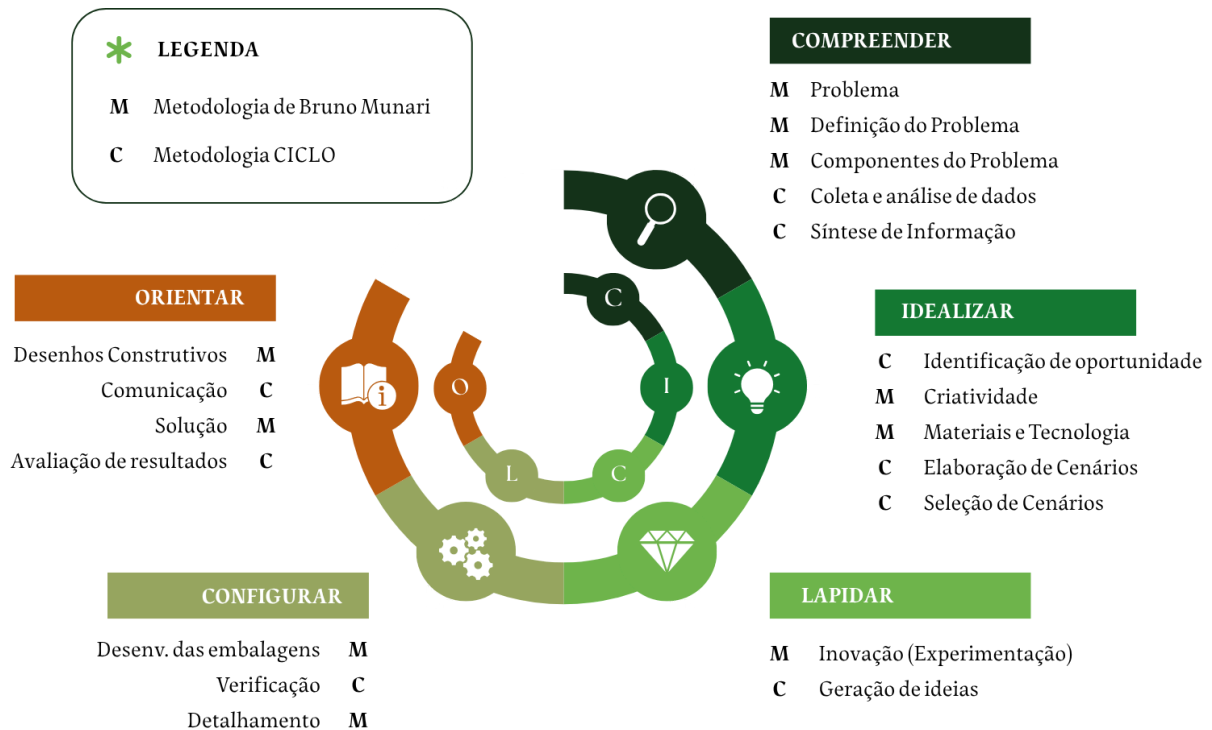 LEGENDA
M Metodologia de Bruno Munari
C Metodologia CICLO
COMPREENDER
M Problema
M Definição do Problema
M Componentes do Problema
C Coleta e análise de dados
C Síntese de Informação
IDEALIZAR
C Identificação de oportunidade
M Criatividade
M Materiais e Tecnologia
C Elaboração de Cenários
C Seleção de Cenários
LAPIDAR
M Inovação (Experimentação)
C Geração de ideias
CONFIGURAR
Desenv. das embalagens M
Verificação C
Detalhamento M
ORIENTAR
Desenhos Construtivos M
Comunicação C
Solução M
Avaliação de resultados C
C
I
C
L
O
i